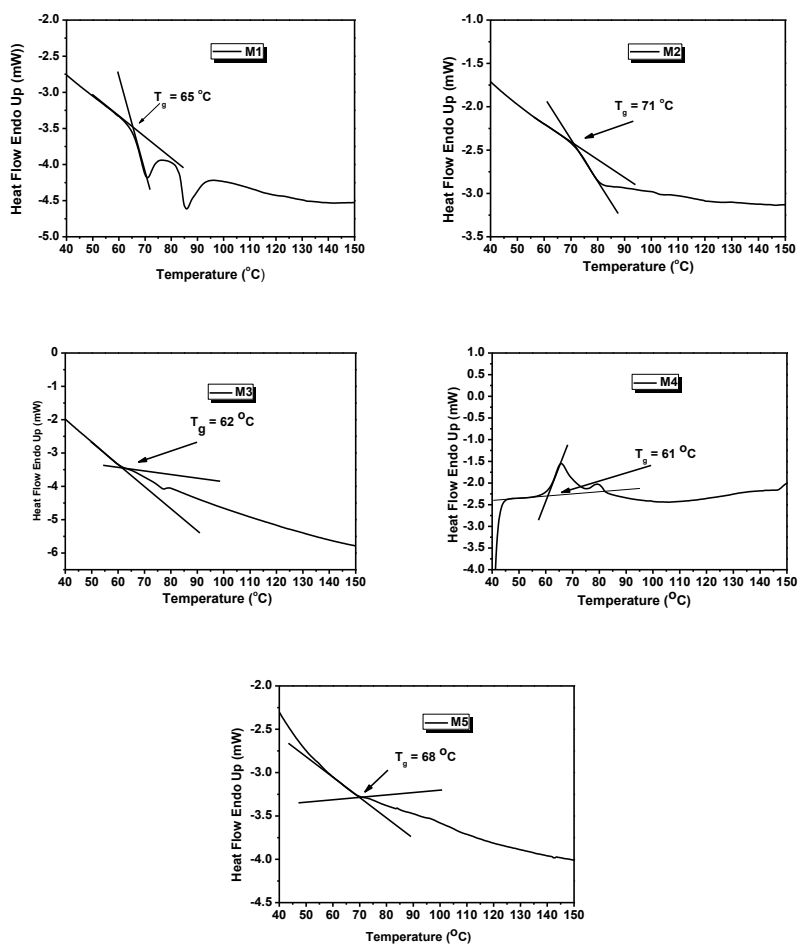 -2.0
-2.5
-3.0
-3.5
-4.0
-4.5
-5.0
Heat Flow Endo Up (mW))
M1
Tg = 65 °C
40 50 60 70 80 90 100 110 120 130 140 150
Temperature (°C)
-1.0
-1.5
-2.0
-2.5
-3.0
-3.5
Heat Flow Endo Up (mW)
M2
Tg = 71 °C
40 50 60 70 80 90 100 110 120 130 140 150
Temperature (°C)
0
-1
-2
-3
-4
-5
-6
Heat Flow Endo Up (mW)
M3
Tg = 62 °C
40 50 60 70 80 90 100 110 120 130 140 150
Temperature (°C)
1.0
0.5
0.0
-0.5
-1.0
-1.5
-2.0
-2.5
-3.0
-3.5
-4.0
Heat Flow Endo Up (mW)
M4
Tg = 61 °C
40 50 60 70 80 90 100 110 120 130 140 150
Temperature (°C)
-2.0
-2.5
-3.0
-3.5
-4.0
-4.5
Heat Flow Endo Up (mW)
M5
Tg = 68 °C
40 50 60 70 80 90 100 110 120 130 140 150
Temperature (°C)